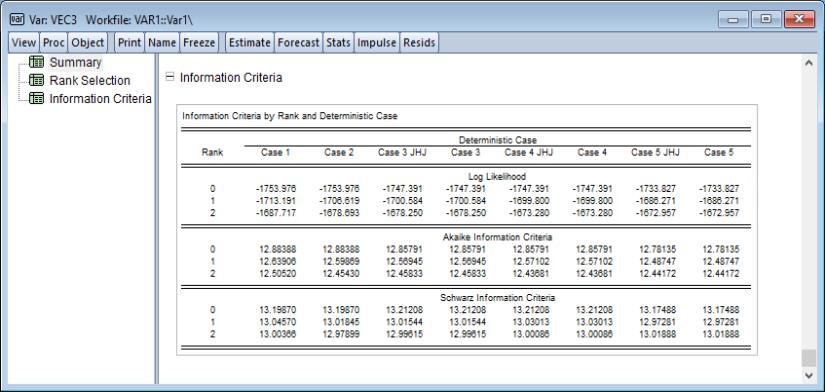 Var: VEC3 Workfile: VAR1::Var1\
View Proc Object Print Name Freeze Estimate Forecast Stats Impulse Resids
Summary
Rank Selection
Information Criteria
Information Criteria
Information Criteria by Rank and Deterministic Case
Deterministic Case
Rank Case 1 Case 2 Case 3 JHJ Case 3 Case 4 JHJ Case 4 Case 5 JHJ Case 5
Log Likelihood
0 -1753.976 -1753.976 -1747.391 -1747.391 -1747.391 -1747.391 -1733.827 -1733.827
1 -1713.191 -1706.619 -1700.584 -1700.584 -1699.800 -1699.800 -1686.271 -1686.271
2 -1687.717 -1678.693 -1678.250 -1678.250 -1673.280 -1673.280 -1672.957 -1672.957
Akaike Information Criteria
0 12.88388 12.88388 12.85791 12.85791 12.85791 12.85791 12.78135 12.78135
1 12.63906 12.59869 12.56945 12.56945 12.57102 12.57102 12.48747 12.48747
2 12.50520 12.45430 12.45833 12.45833 12.43681 12.43681 12.44172 12.44172
Schwarz Information Criteria
0 13.19870 13.19870 13.21208 13.21208 13.21208 13.21208 13.17488 13.17488
1 13.04570 13.01845 13.01544 13.01544 13.03013 13.03013 12.97281 12.97281
2 13.00366 12.97899 12.99615 12.99615 13.00086 13.00086 13.01888 13.01888